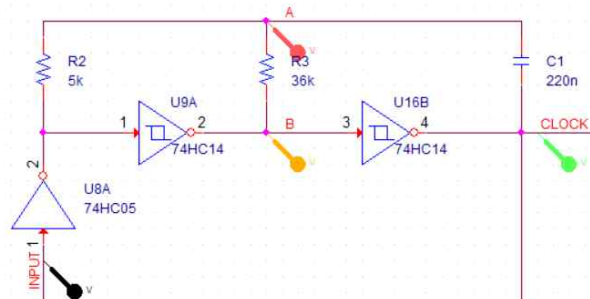 A
R2
5k
R3
36k
C1
220n
U9A
1
2
74HC14
B
U16B
3
4
74HC14
CLOCK
2
U8A
74HC05
1
INPUT
V
V
V
V